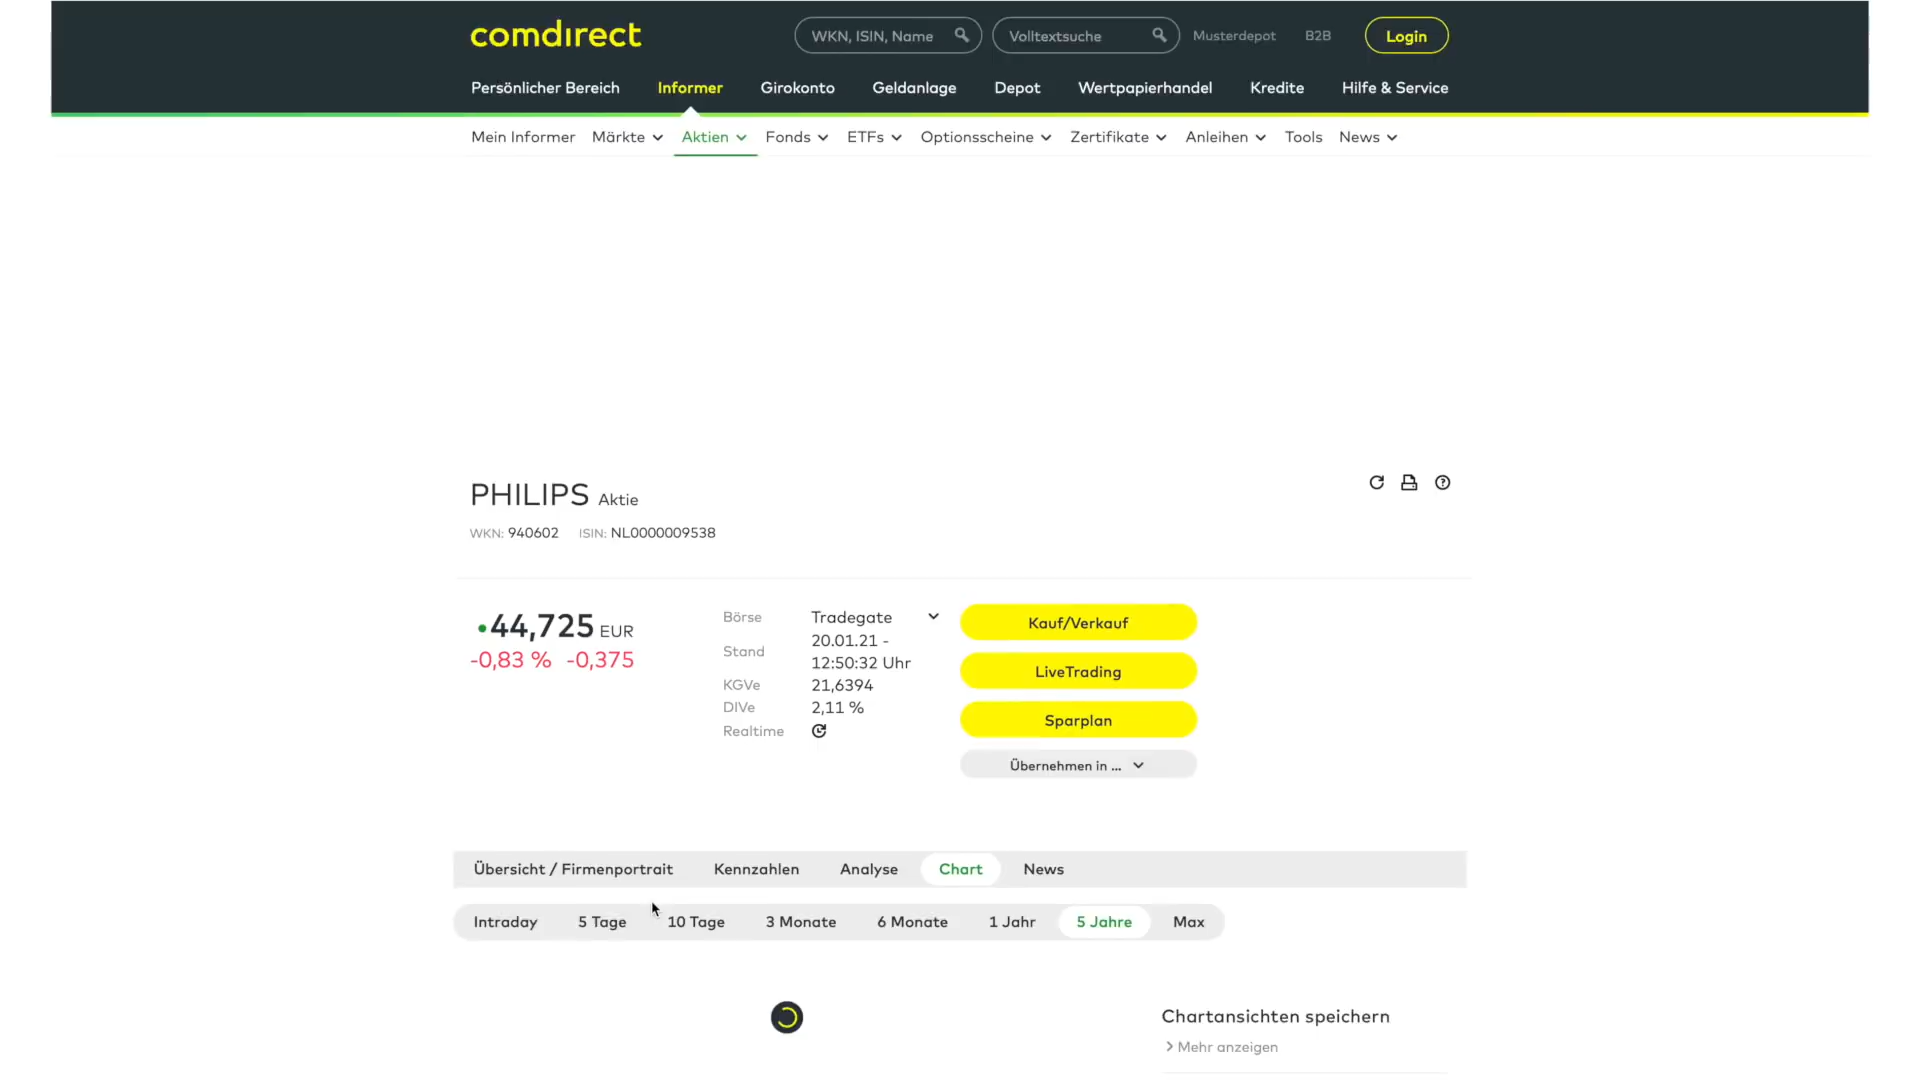 comdirect
WKN, ISIN, Name
Volltextsuche
Musterdepot
B2B
Login
Persönlicher Bereich
Informer
Girokonto
Geldanlage
Depot
Wertpapierhandel
Kredite
Hilfe & Service
Mein Informer
Märkte
Aktien
Fonds
ETFs
Optionsscheine
Zertifikate
Anleihen
Tools
News
PHILIPS Aktie
WKN: 940602 ISIN: NL0000009538
44,725 EUR
-0,83 % -0,375
Börse Tradegate
Stand 20.01.21 -
12:50:32 Uhr
KGVe 21,6394
DIVe 2,11 %
Realtime
Kauf/Verkauf
LiveTrading
Sparplan
Übernehmen in ...
Übersicht / Firmenportrait
Kennzahlen
Analyse
Chart
News
Intraday
5 Tage
10 Tage
3 Monate
6 Monate
1 Jahr
5 Jahre
Max
Chartansichten speichern
Mehr anzeigen